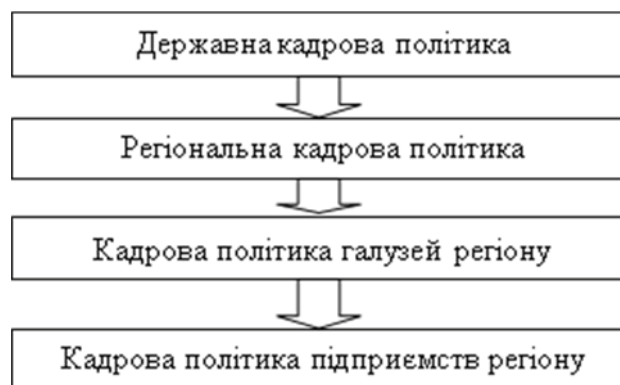 Державна кадрова політика
Регіональна кадрова політика
Кадрова політика галузей регіону
Кадрова політика підприємств регіону